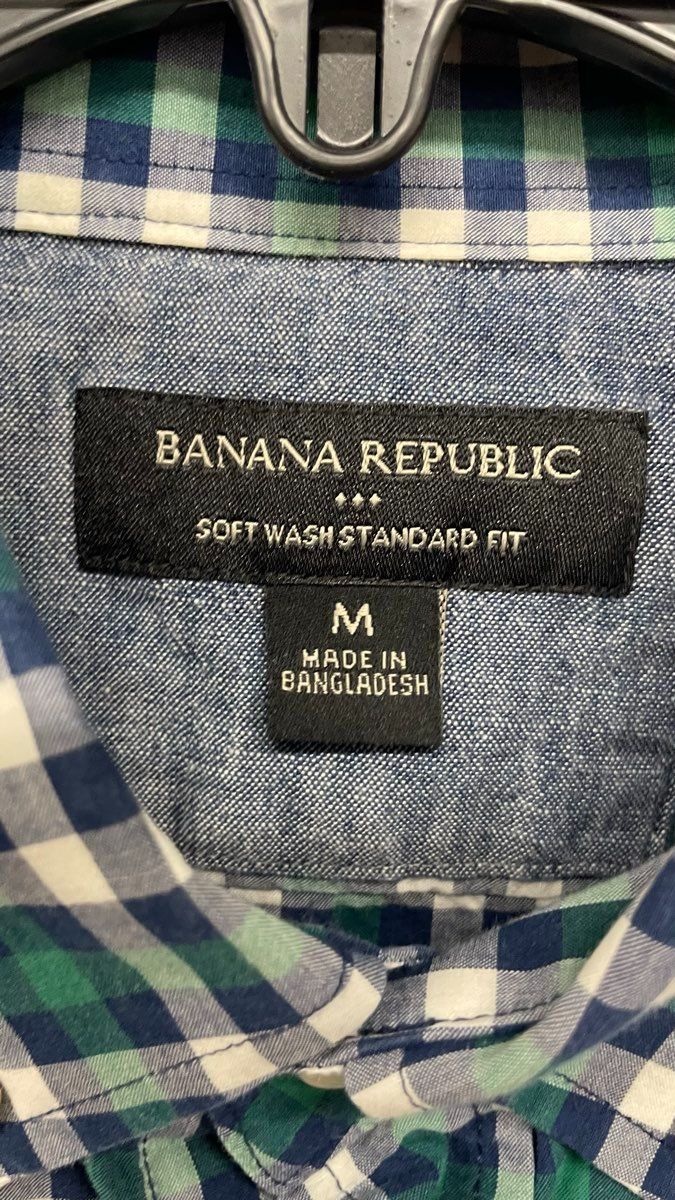 BANANA REPUBLIC
SOFT WASH STANDARD FIT
M
MADE IN
BANGLADESH